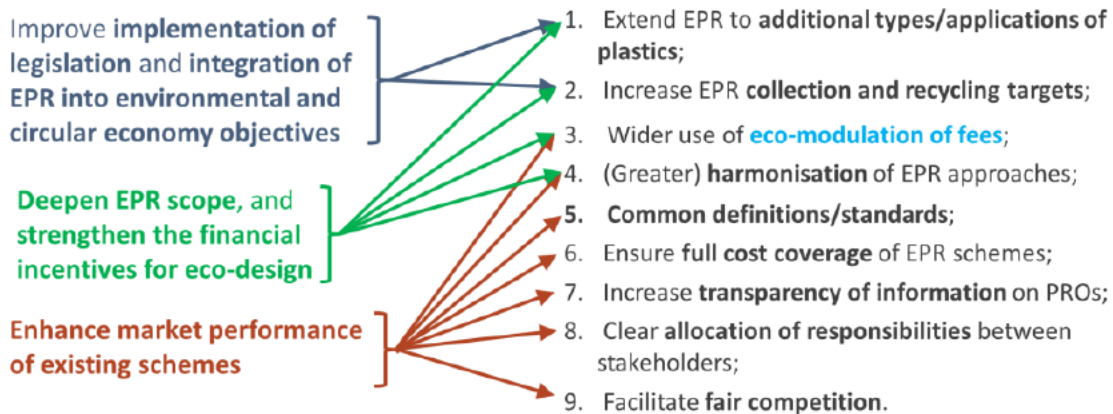 Improve implementation of
legislation and integration of
EPR into environmental and
circular economy objectives
Deepen EPR scope, and
strengthen the financial
incentives for eco-design
Enhance market performance
of existing schemes
1. Extend EPR to additional types/applications of
plastics;
2. Increase EPR collection and recycling targets;
3. Wider use of eco-modulation of fees;
4. (Greater) harmonisation of EPR approaches;
5. Common definitions/standards;
6. Ensure full cost coverage of EPR schemes;
7. Increase transparency of information on PROs;
8. Clear allocation of responsibilities between
stakeholders;
9. Facilitate fair competition.